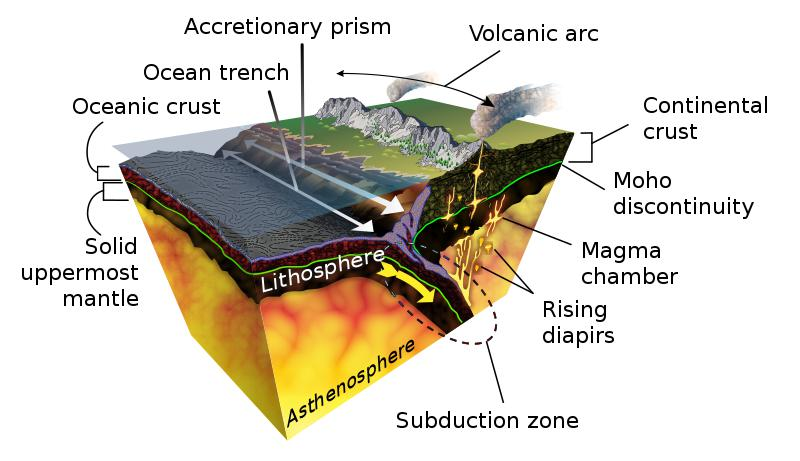 Accretionary prism
Volcanic arc
Ocean trench
Oceanic crust
Continental
crust
Moho
discontinuity
Solid
uppermost
mantle
Lithosphere
Magma
chamber
Rising
diapirs
Asthenosphere
Subduction zone